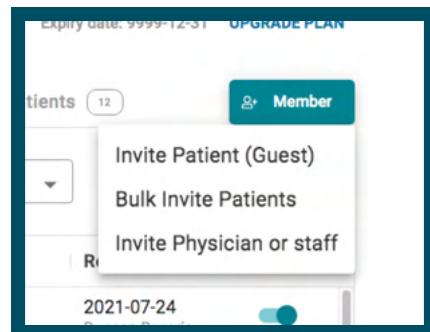 Expiry date: 9999-12-31 UPGRADE PLAN
tients 12 Member
Invite Patient (Guest)
Bulk Invite Patients
Invite Physician or staff
R
2021-07-24